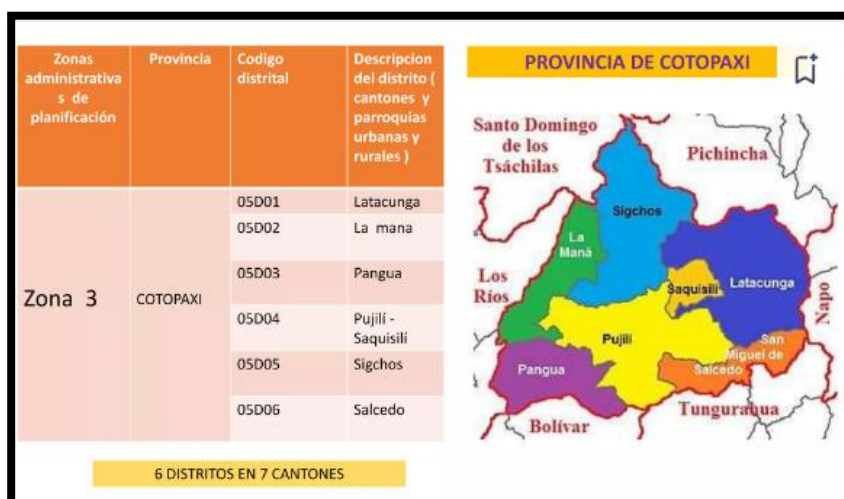 Zonas
administrativa
s de
planificación
Provincia
Codigo
distrital
Descripcion
del distrito (
cantones y
parroquias
urbanas y
rurales )
Zona 3
COTOPAXI
05D01
Latacunga
05D02
La mana
05D03
Pangua
05D04
Pujilí -
Saquisilí
05D05
Sigchos
05D06
Salcedo
6 DISTRITOS EN 7 CANTONES
PROVINCIA DE COTOPAXI
Santo Domingo
de los
Tsáchilas
Pichincha
Sigchos
La
Maná
Los
Ríos
Saquisilí
Latacunga
Napo
Pujilí
San
Miguel de
Salcedo
Pangua
Bolívar
Tungurahua